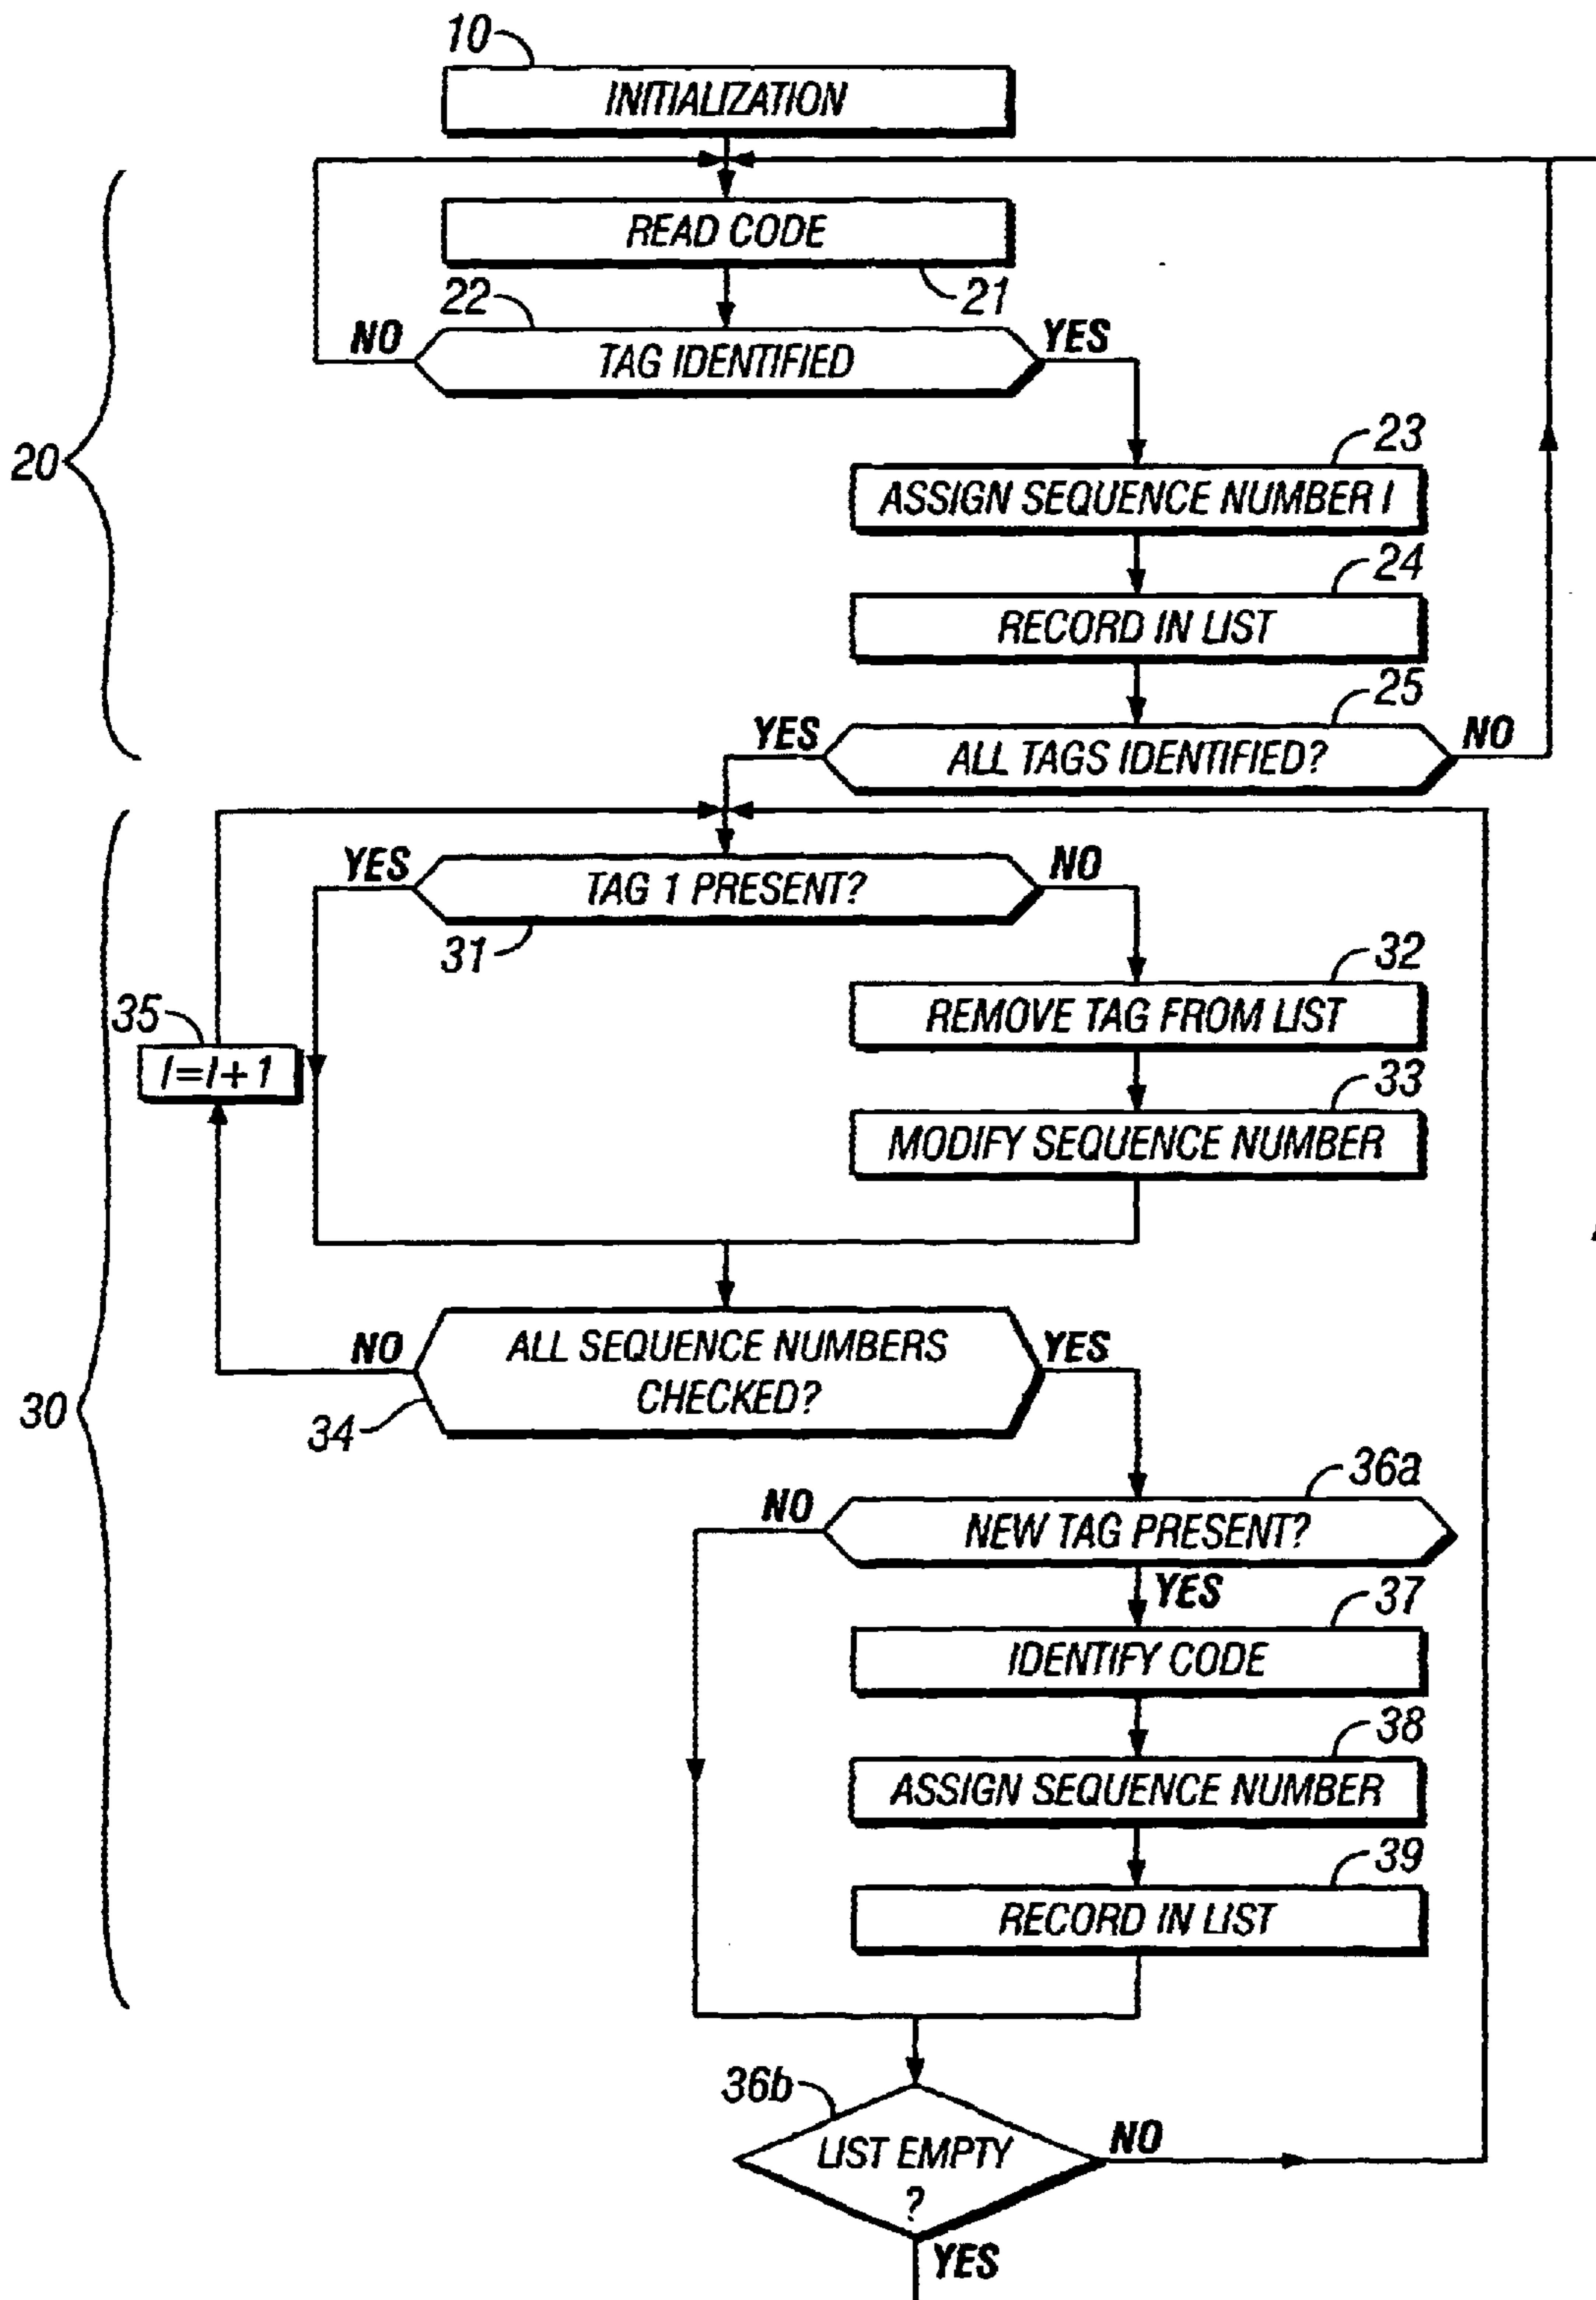 10
INITIALIZATION
READ CODE
21
22
NO
YES
TAG IDENTIFIED
20
23
ASSIGN SEQUENCE NUMBER I
24
RECORD IN LIST
25
YES
NO
ALL TAGS IDENTIFIED?
YES
NO
TAG 1 PRESENT?
31
32
REMOVE TAG FROM LIST
35
I=I+1
33
MODIFY SEQUENCE NUMBER
30
NO
YES
ALL SEQUENCE NUMBERS
CHECKED?
34
36a
NO
NEW TAG PRESENT?
YES
37
IDENTIFY CODE
38
ASSIGN SEQUENCE NUMBER
39
RECORD IN LIST
36b
LIST EMPTY
?
NO
YES